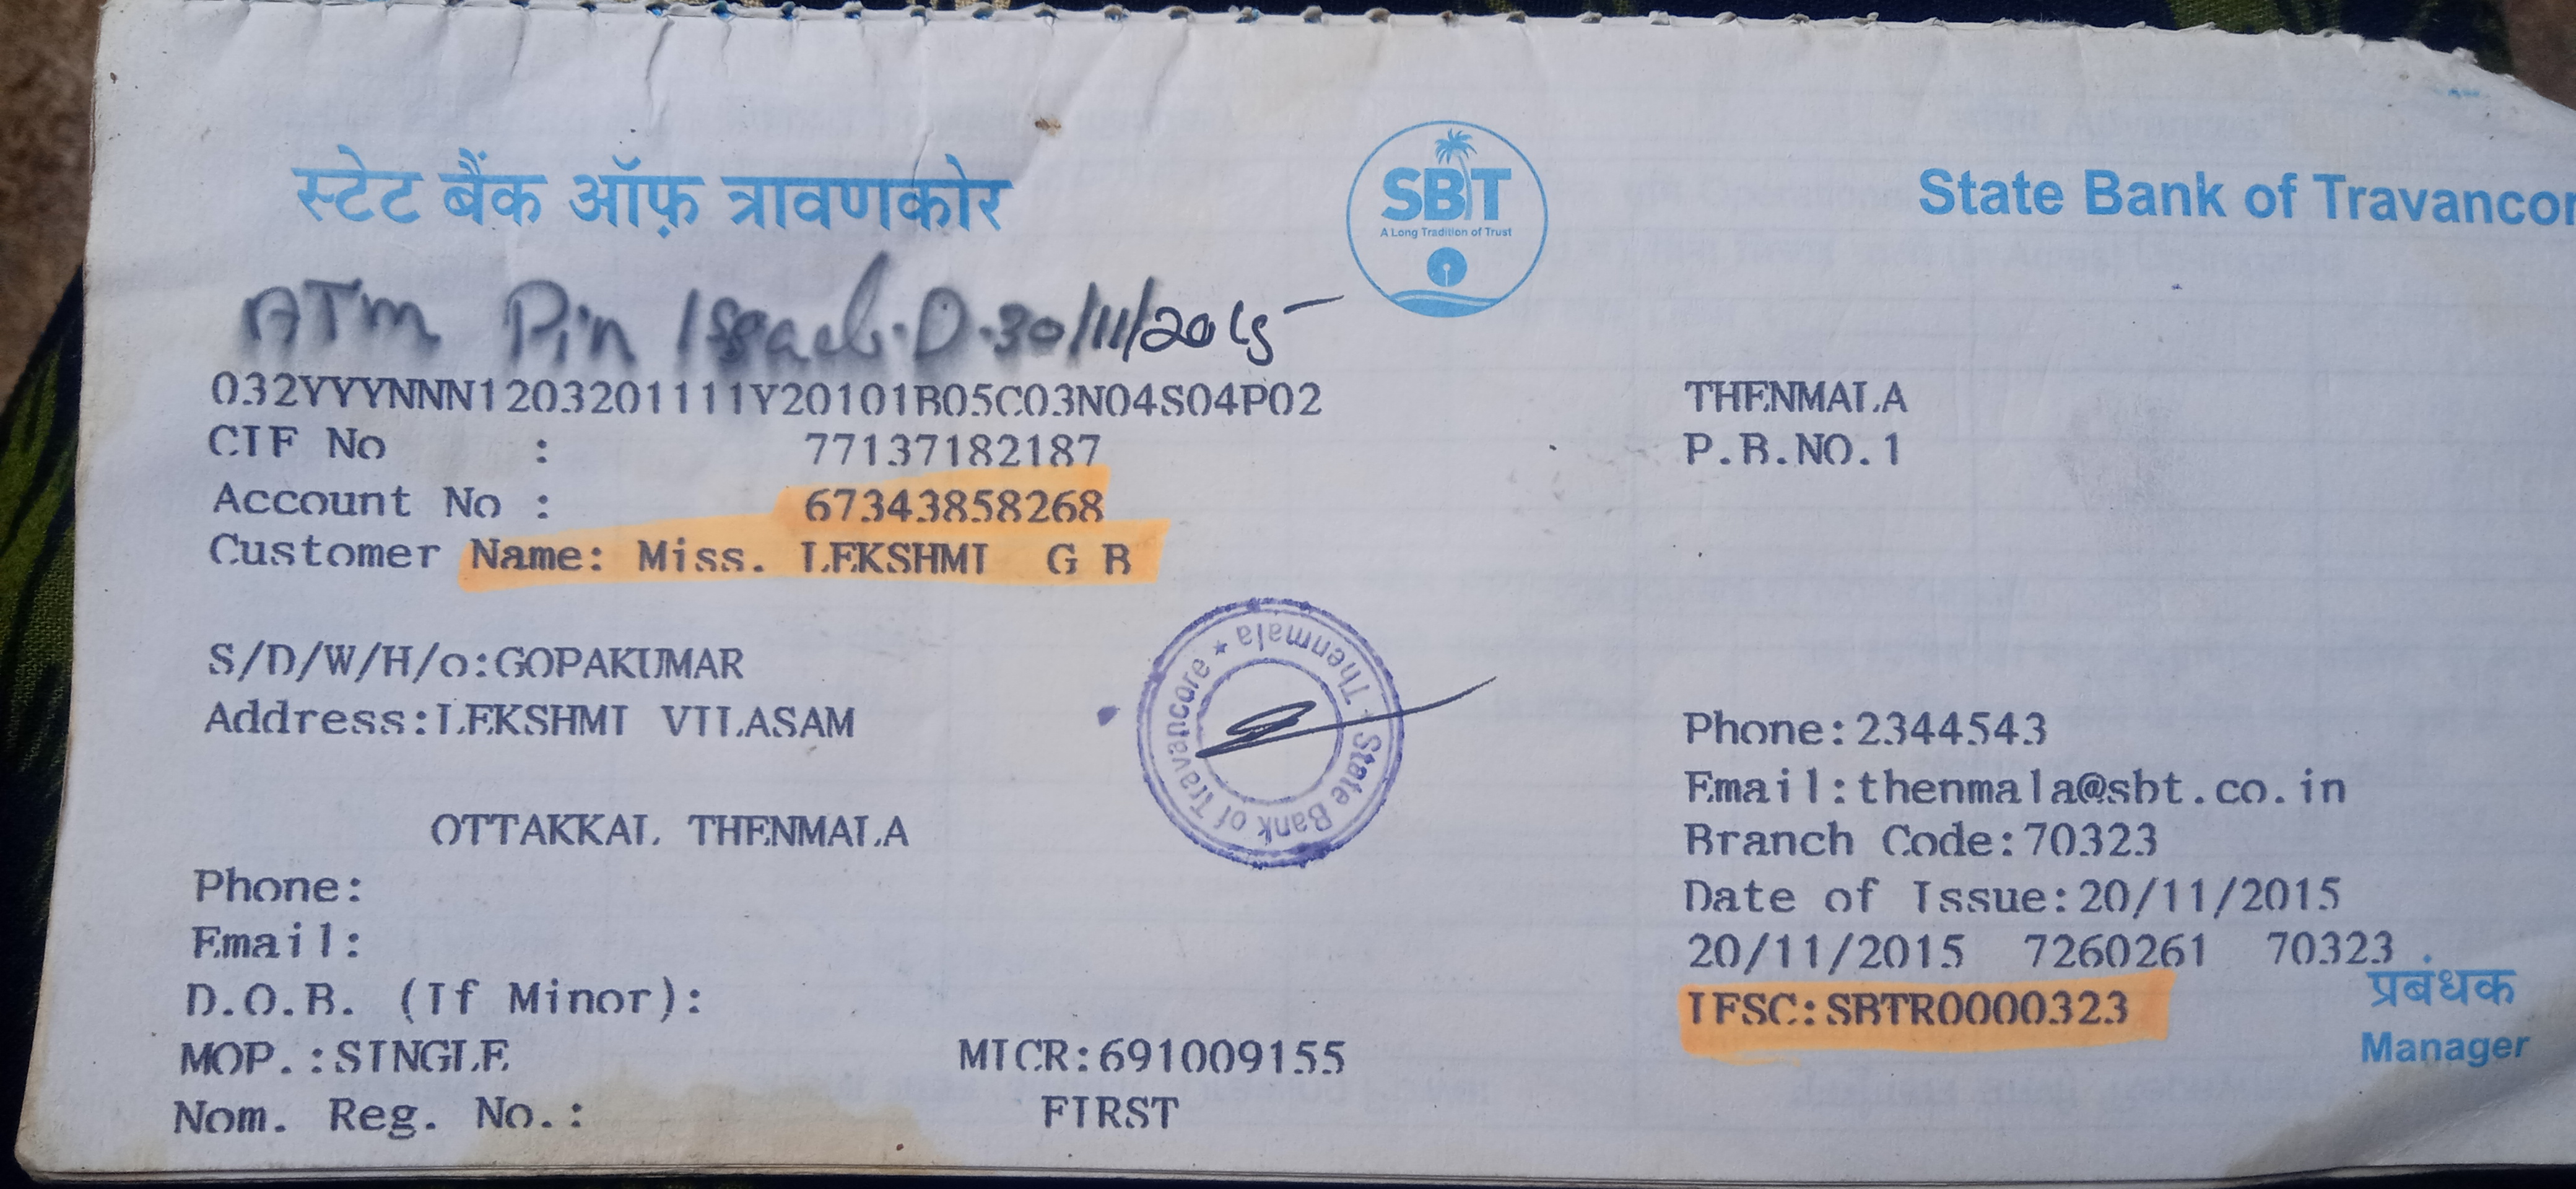 स्टेट बैंक ऑफ़ त्रावणकोर
SBT
A Long Tradition of Trust
State Bank of Travancor
ATM Pin Issued. D. 30/11/2015
032YYYNNN1203201111Y20101B05C03N04S04P02
THENMALA
CIF No : 77137182187
P.B.NO.1
Account No : 67343858268
Customer Name: Miss. LEKSHMI G B
S/D/W/H/o:GOPAKUMAR
Address:LEKSHMI VILASAM
OTTAKKAL THENMALA
State Bank of Travancore ★ Thenmala
Phone:2344543
Email:thenmala@sbt.co.in
Branch Code:70323
Phone:
Date of Issue:20/11/2015
Email:
20/11/2015 7260261 70323
D.O.B. (If Minor):
IFSC:SBTR0000323
प्रबंधक
Manager
MOP.:SINGLE MICR:691009155
Nom. Reg. No.: FIRST